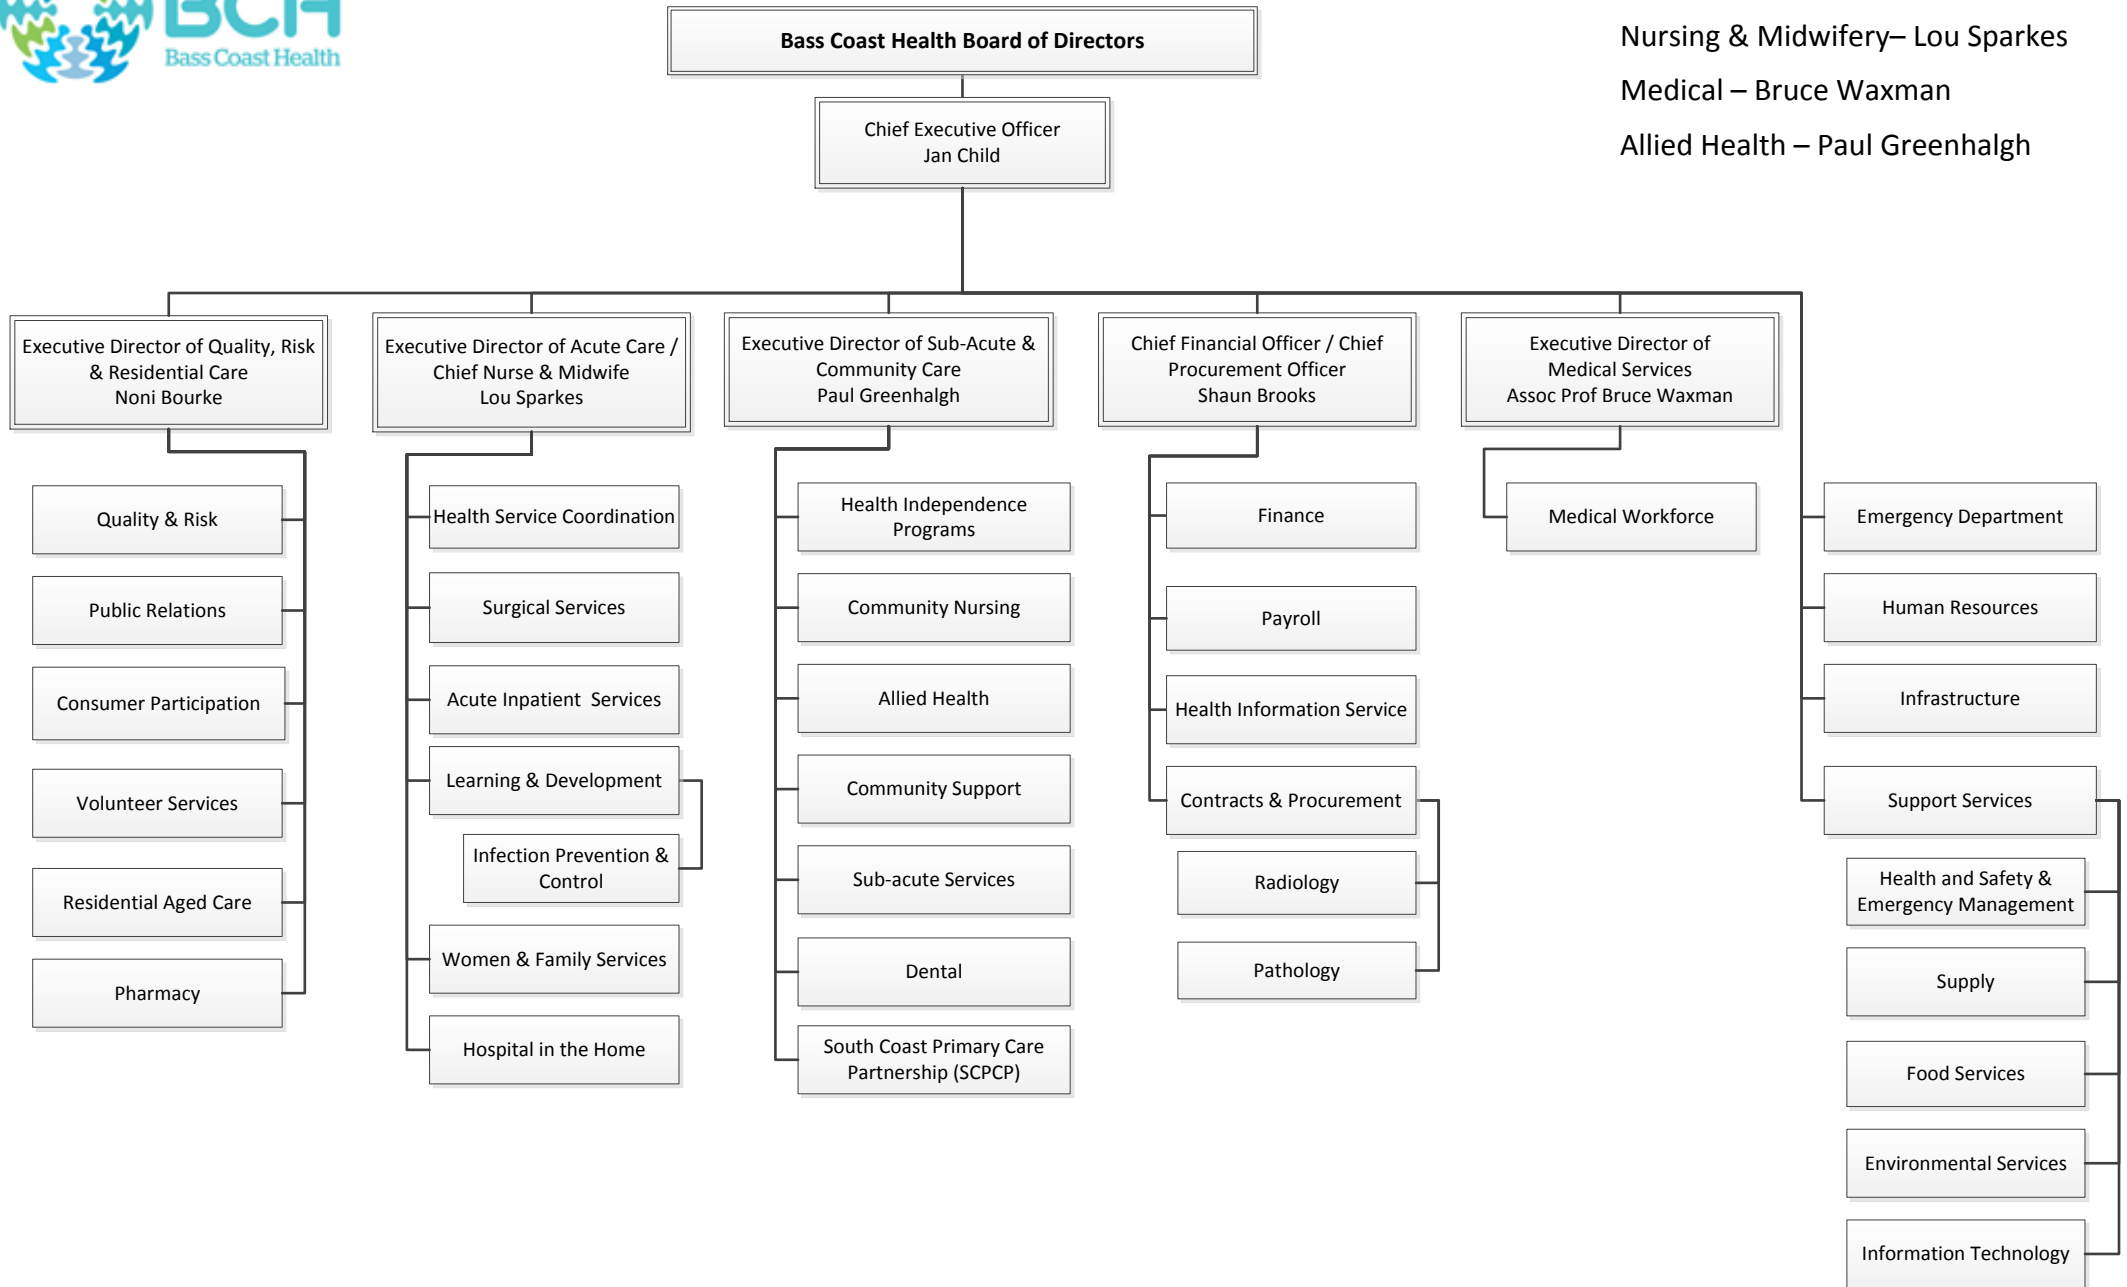 BCH
Bass Coast Health
Bass Coast Health Board of Directors
Chief Executive Officer
Jan Child
Nursing & Midwifery– Lou Sparkes
Medical – Bruce Waxman
Allied Health – Paul Greenhalgh
Executive Director of Quality, Risk
& Residential Care
Noni Bourke
Executive Director of Acute Care /
Chief Nurse & Midwife
Lou Sparkes
Executive Director of Sub-Acute &
Community Care
Paul Greenhalgh
Chief Financial Officer / Chief
Procurement Officer
Shaun Brooks
Executive Director of
Medical Services
Assoc Prof Bruce Waxman
Quality & Risk
Public Relations
Consumer Participation
Volunteer Services
Residential Aged Care
Pharmacy
Health Service Coordination
Surgical Services
Acute Inpatient  Services
Learning & Development
Infection Prevention &
Control
Women & Family Services
Hospital in the Home
Health Independence
Programs
Community Nursing
Allied Health
Community Support
Sub-acute Services
Dental
South Coast Primary Care
Partnership (SCPCP)
Finance
Payroll
Health Information Service
Contracts & Procurement
Radiology
Pathology
Medical Workforce
Emergency Department
Human Resources
Infrastructure
Support Services
Health and Safety &
Emergency Management
Supply
Food Services
Environmental Services
Information Technology